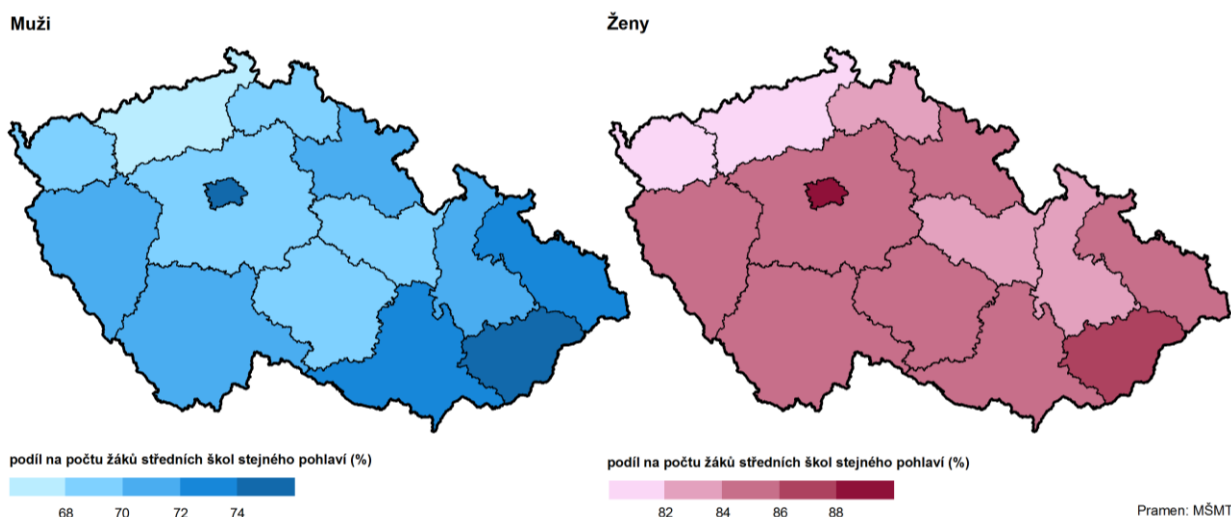 Muži
Ženy
podíl na počtu žáků středních škol stejného pohlaví (%)
68 70 72 74
podíl na počtu žáků středních škol stejného pohlaví (%)
82 84 86 88
Pramen: MŠMT